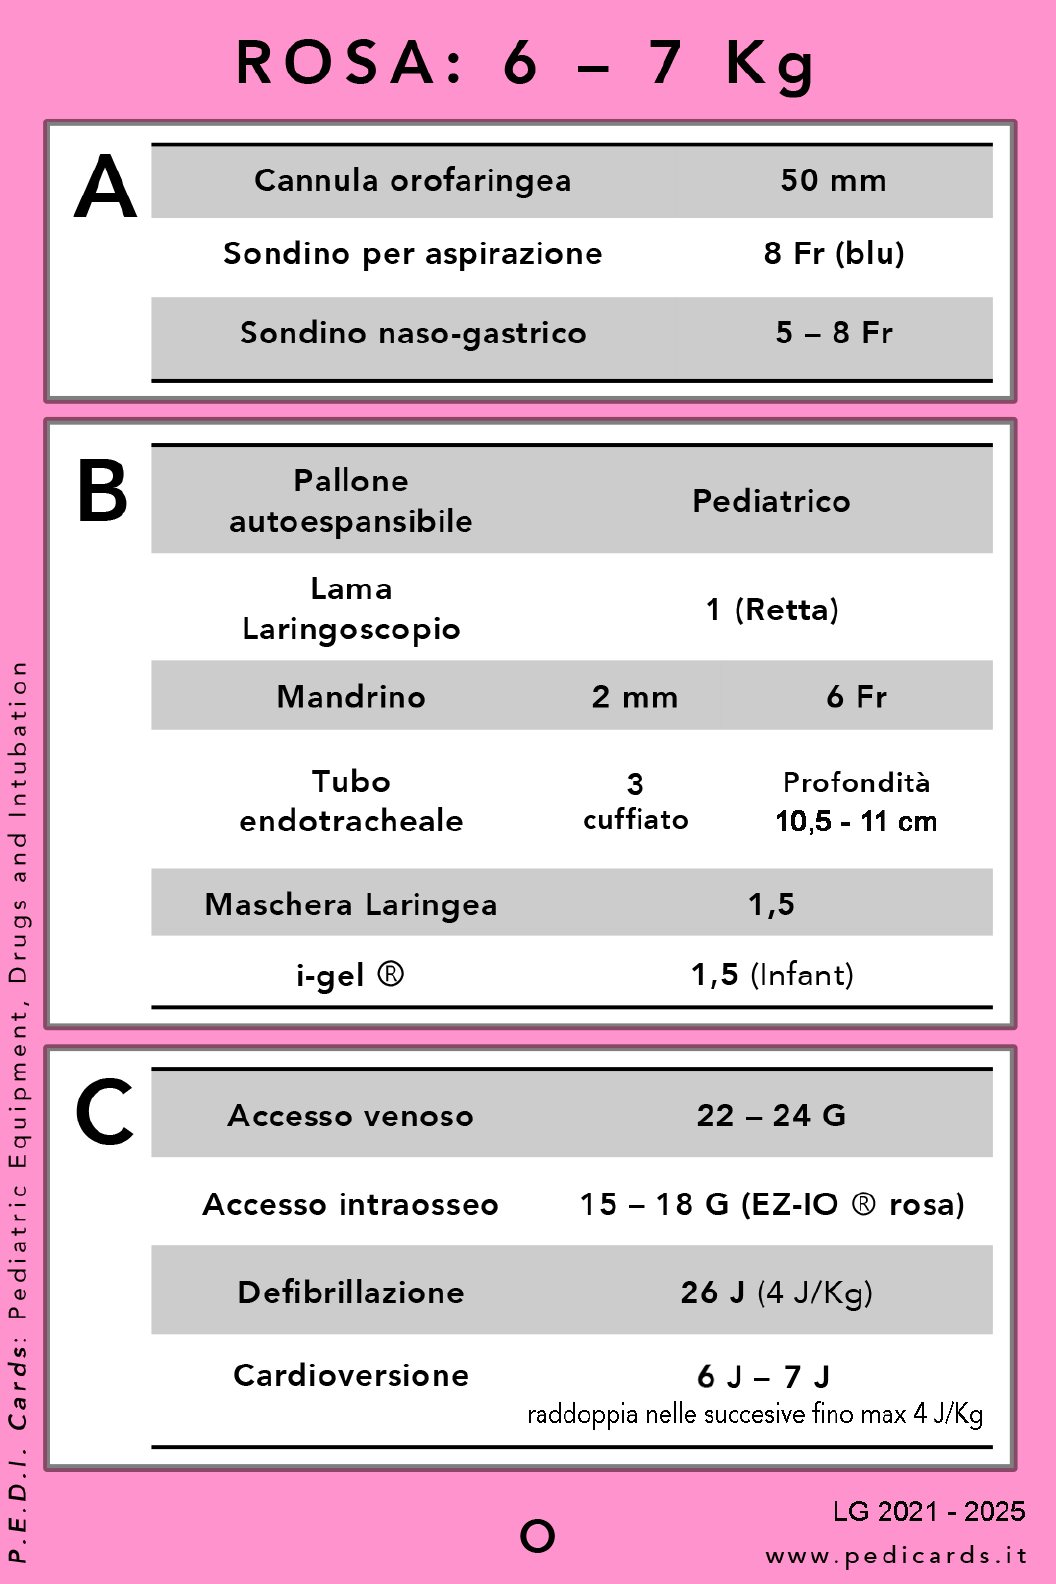 ROSA: 6 – 7 Kg
A
Cannula orofaringea 50 mm
Sondino per aspirazione 8 Fr (blu)
Sondino naso-gastrico 5 – 8 Fr
B
Pallone
autoespansibile
Pediatrico
Lama
Laringoscopio
1 (Retta)
Mandrino 2 mm 6 Fr
Tubo
endotracheale
3
cuffiato
Profondità
10,5 - 11 cm
Maschera Laringea 1,5
i-gel ® 1,5 (Infant)
C
Accesso venoso 22 – 24 G
Accesso intraosseo 15 – 18 G (EZ-IO ® rosa)
Defibrillazione 26 J (4 J/Kg)
Cardioversione 6 J – 7 J
raddoppia nelle succesive fino max 4 J/Kg
P.E.D.I. Cards: Pediatric Equipment, Drugs and Intubation
LG 2021 - 2025
www.pedicards.it